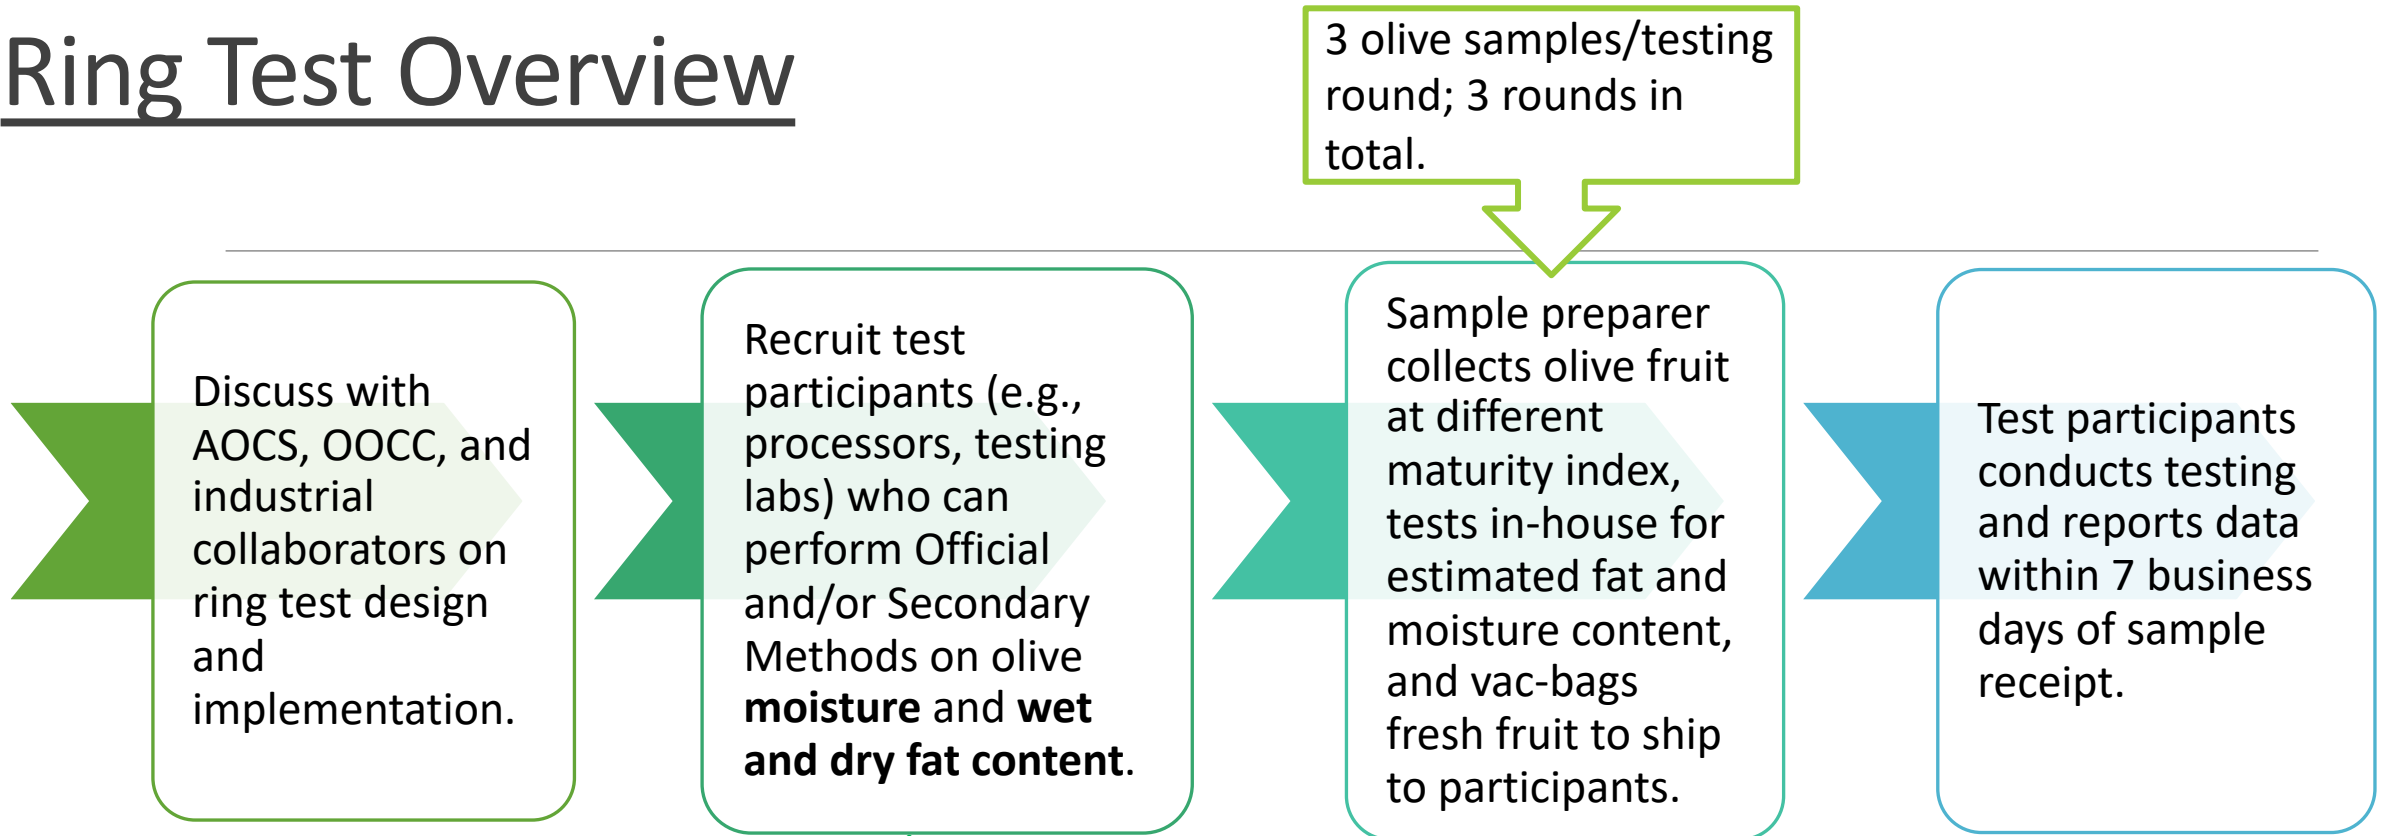 Ring Test Overview
3 olive samples/testing
round; 3 rounds in
total.
Discuss with
AOCS, OOCC, and
industrial
collaborators on
ring test design
and
implementation.
Recruit test
participants (e.g.,
processors, testing
labs) who can
perform Official
and/or Secondary
Methods on olive
moisture and wet
and dry fat content.
Sample preparer
collects olive fruit
at different
maturity index,
tests in-house for
estimated fat and
moisture content,
and vac-bags
fresh fruit to ship
to participants.
Test participants
conducts testing
and reports data
within 7 business
days of sample
receipt.